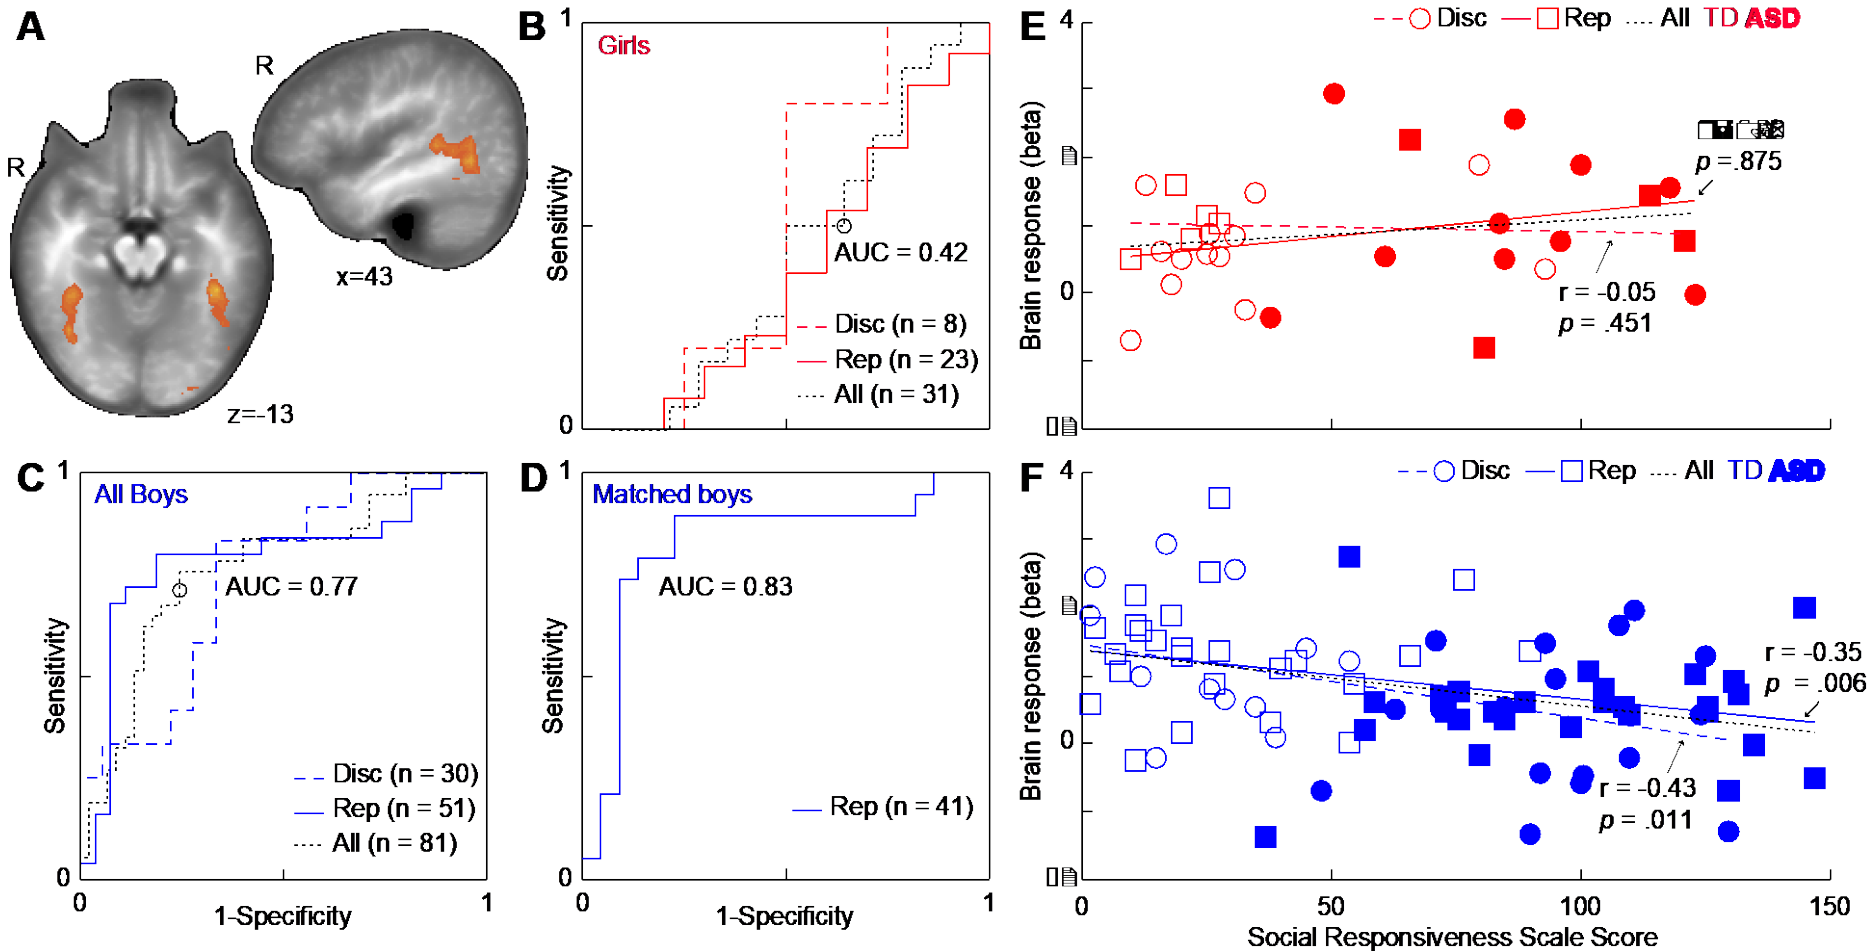 A
R
R
x=43
z=-13
B
1
Girls
Sensitivity
AUC = 0.42
Disc (n = 8)
Rep (n = 23)
All (n = 31)
0
C
1
All Boys
Sensitivity
AUC = 0.77
Disc (n = 30)
Rep (n = 51)
All (n = 81)
0
0
1-Specificity
1
D
1
Matched boys
Sensitivity
AUC = 0.83
Rep (n = 41)
0
0
1-Specificity
1
E
4
Disc Rep All TD ASD
Brain response (beta)
p =.875
0
r = -0.05
p = .451
F
4
Disc Rep All TD ASD
Brain response (beta)
r = -0.35
p = .006
0
r = -0.43
p = .011
0 50 100 150
Social Responsiveness Scale Score